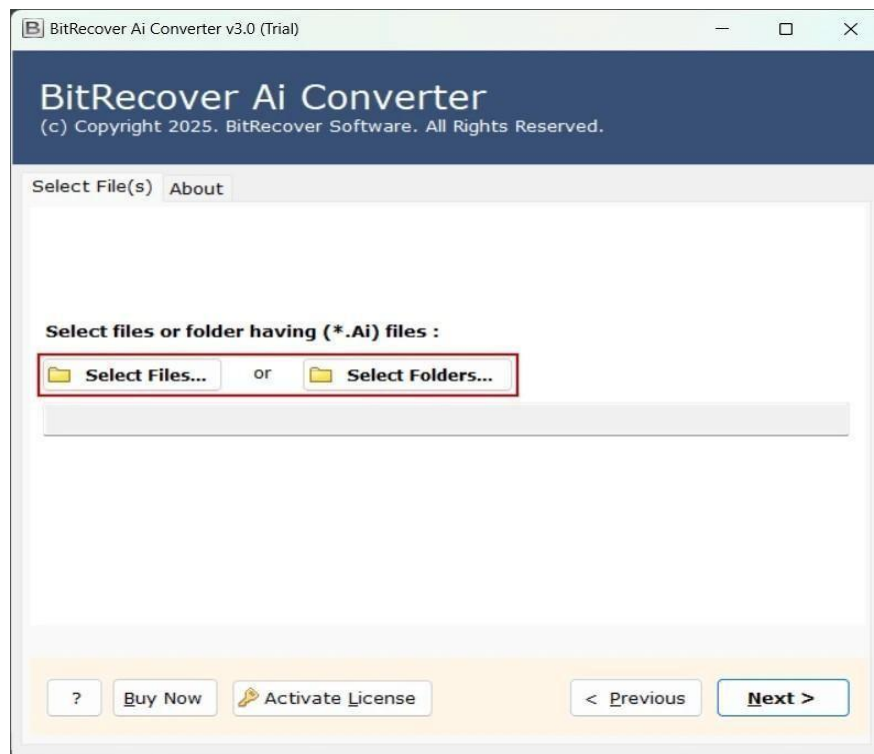 BitRecover Ai Converter v3.0 (Trial)
BitRecover Ai Converter
(c) Copyright 2025. BitRecover Software. All Rights Reserved.
Select File(s) About
Select files or folder having (*.Ai) files :
Select Files... or Select Folders...
? Buy Now Activate License < Previous Next >